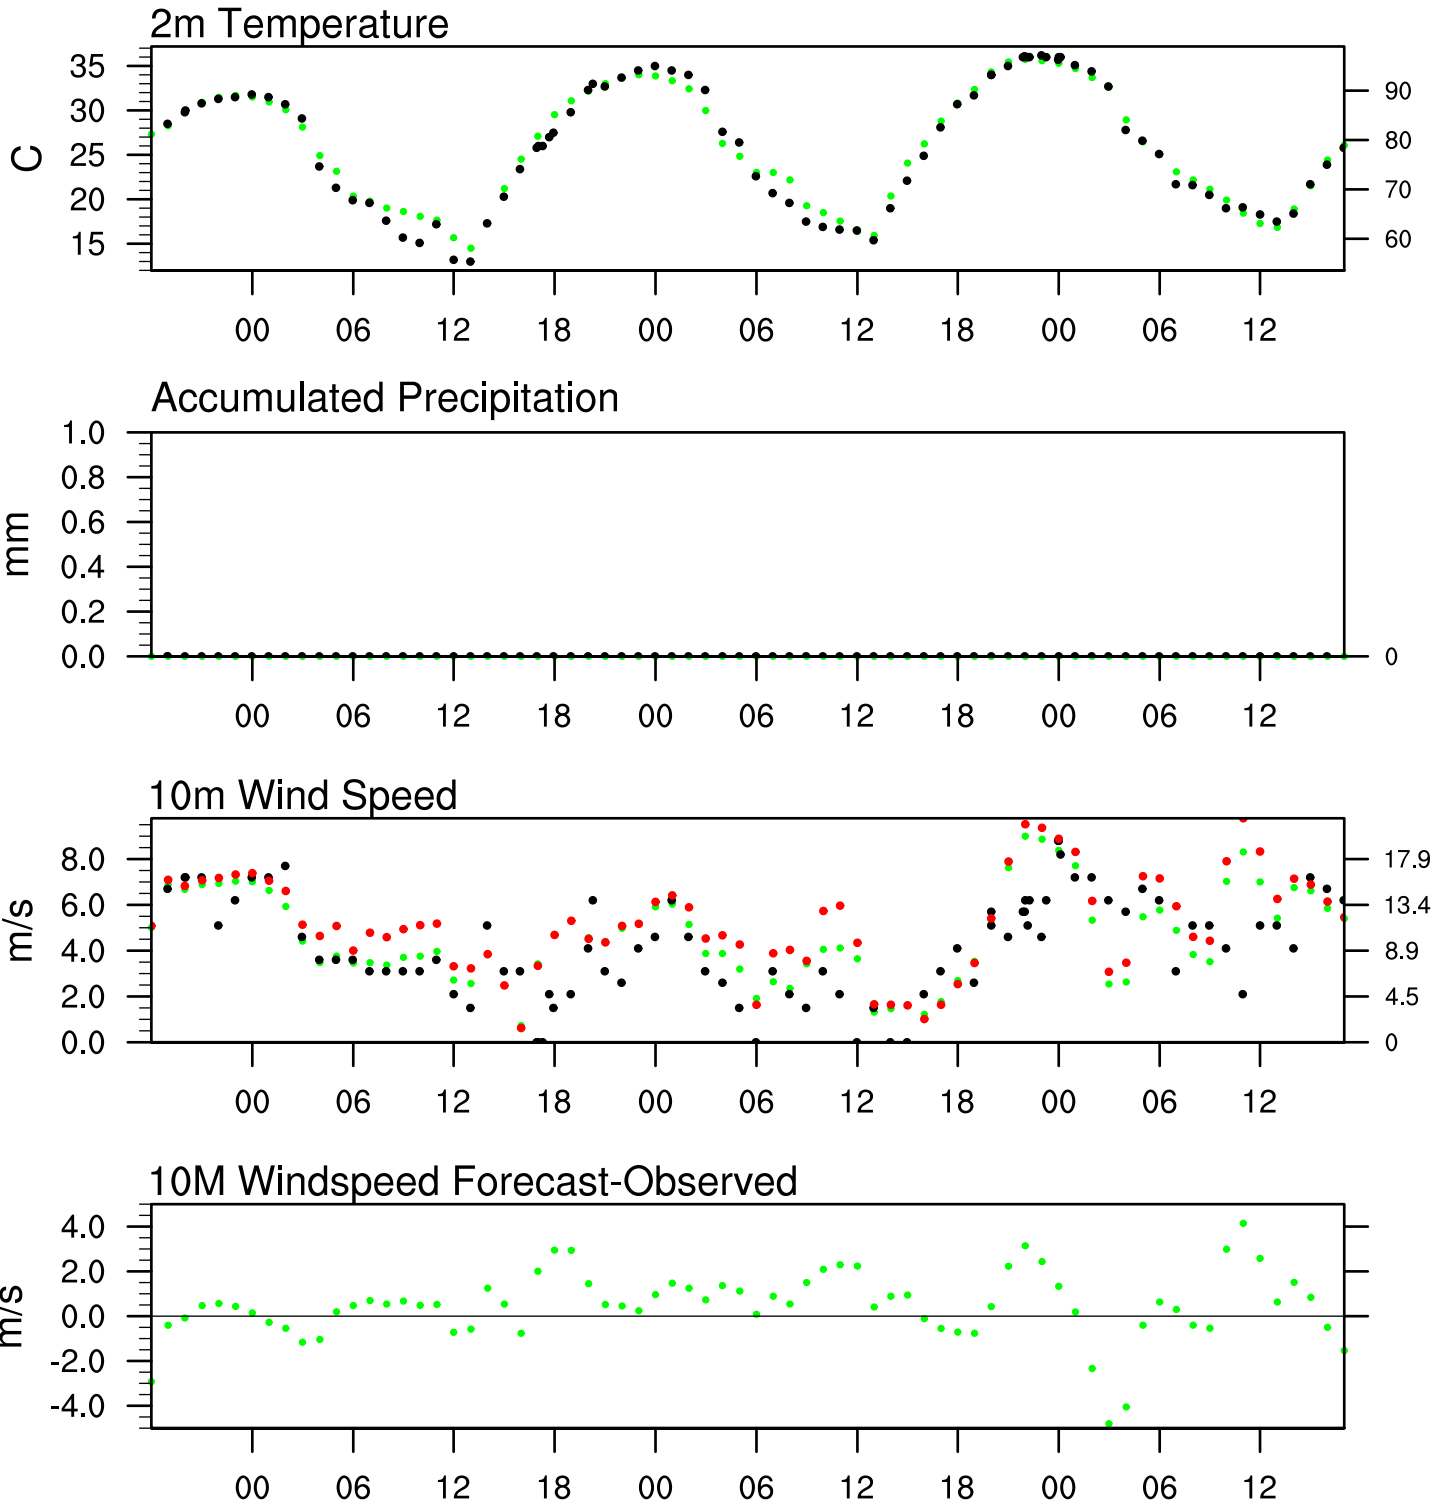 2m Temperature
35
30
25
20
15
C
90
80
70
60
00 06 12 18 00 06 12 18 00 06 12
Accumulated Precipitation
1.0
0.8
0.6
0.4
0.2
0.0
mm
0
00 06 12 18 00 06 12 18 00 06 12
10m Wind Speed
8.0
6.0
4.0
2.0
0.0
m/s
17.9
13.4
8.9
4.5
0
00 06 12 18 00 06 12 18 00 06 12
10M Windspeed Forecast-Observed
4.0
2.0
0.0
-2.0
-4.0
m/s
00 06 12 18 00 06 12 18 00 06 12